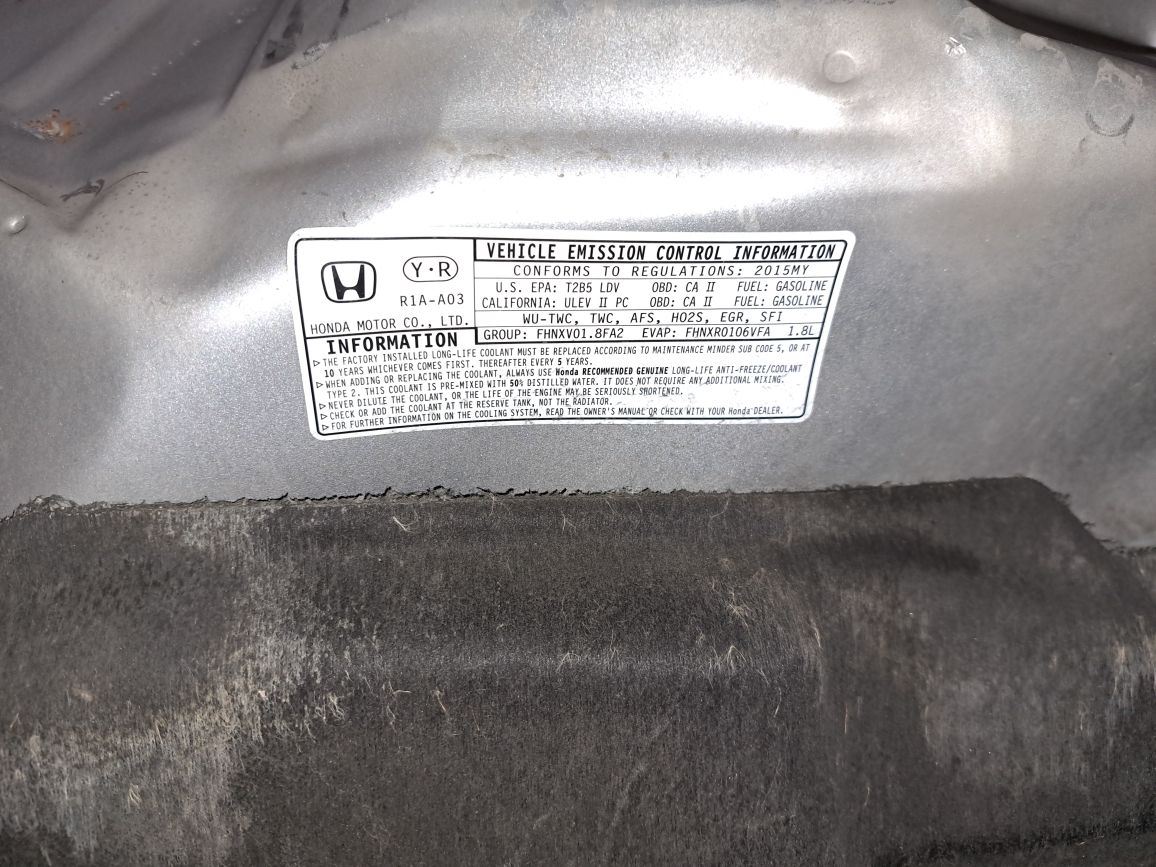 VEHICLE EMISSION CONTROL INFORMATION
CONFORMS TO REGULATIONS: 2015MY
Y·R
U.S. EPA: T2B5 LDV OBD: CA II FUEL: GASOLINE
R1A-A03
CALIFORNIA: ULEV II PC OBD: CA II FUEL: GASOLINE
WU-TWC, TWC, AFS, HO2S, EGR, SFI
HONDA MOTOR CO., LTD.
GROUP: FHNXV01.8FA2 EVAP: FHNXR0106VFA 1.8L
INFORMATION
▷THE FACTORY INSTALLED LONG-LIFE COOLANT MUST BE REPLACED ACCORDING TO MAINTENANCE MINDER SUB CODE 5, OR AT
10 YEARS WHICHEVER COMES FIRST. THEREAFTER EVERY 5 YEARS.
▷WHEN ADDING OR REPLACING THE COOLANT, ALWAYS USE Honda RECOMMENDED GENUINE LONG-LIFE ANTI-FREEZE/COOLANT
TYPE 2. THIS COOLANT IS PRE-MIXED WITH 50% DISTILLED WATER. IT DOES NOT REQUIRE ANY ADDITIONAL MIXING.
▷NEVER DILUTE THE COOLANT, OR THE LIFE OF THE ENGINE MAY BE SERIOUSLY SHORTENED.
▷CHECK OR ADD THE COOLANT AT THE RESERVE TANK, NOT THE RADIATOR.
▷FOR FURTHER INFORMATION ON THE COOLING SYSTEM, READ THE OWNER'S MANUAL OR CHECK WITH YOUR Honda DEALER.